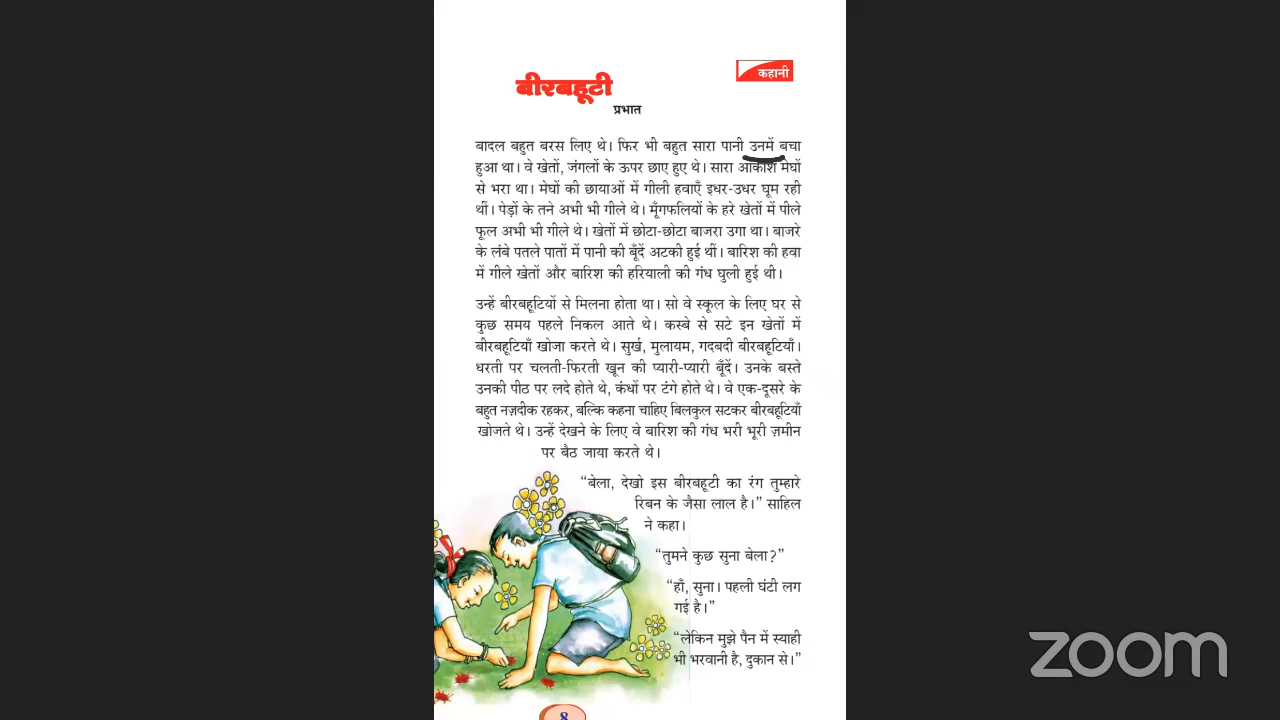 कहानी
बीरबहूटी
प्रभात
बादल बहुत बरस लिए थे। फिर भी बहुत सारा पानी उनमें बचा
हुआ था। वे खेतों, जंगलों के ऊपर छाए हुए थे। सारा आकाश मेघों
से भरा था। मेघों की छायाओं में गीली हवाएँ इधर-उधर घूम रही
थीं। पेड़ों के तने अभी भी गीले थे। मूँगफलियों के हरे खेतों में पीले
फूल अभी भी गीले थे। खेतों में छोटा-छोटा बाजरा उगा था। बाजरे
के लंबे पतले पातों में पानी की बूँदें अटकी हुई थीं। बारिश की हवा
में गीले खेतों और बारिश की हरियाली की गंध घुली हुई थी।
उन्हें बीरबहूटियों से मिलना होता था। सो वे स्कूल के लिए घर से
कुछ समय पहले निकल आते थे। कस्बे से सटे इन खेतों में
बीरबहूटियाँ खोजा करते थे। सुर्ख, मुलायम, गदबदी बीरबहूटियाँ।
धरती पर चलती-फिरती खून की प्यारी-प्यारी बूँदें। उनके बस्ते
उनकी पीठ पर लदे होते थे, कंधों पर टंगे होते थे। वे एक-दूसरे के
बहुत नज़दीक रहकर, बल्कि कहना चाहिए बिलकुल सटकर बीरबहूटियाँ
खोजते थे। उन्हें देखने के लिए वे बारिश की गंध भरी भूरी ज़मीन
पर बैठ जाया करते थे।
“बेला, देखो इस बीरबहूटी का रंग तुम्हारे
रिबन के जैसा लाल है।” साहिल
ने कहा।
“तुमने कुछ सुना बेला?”
“हाँ, सुना। पहली घंटी लग
गई है।”
“लेकिन मुझे पैन में स्याही
भी भरवानी है, दुकान से।”
8
zoom